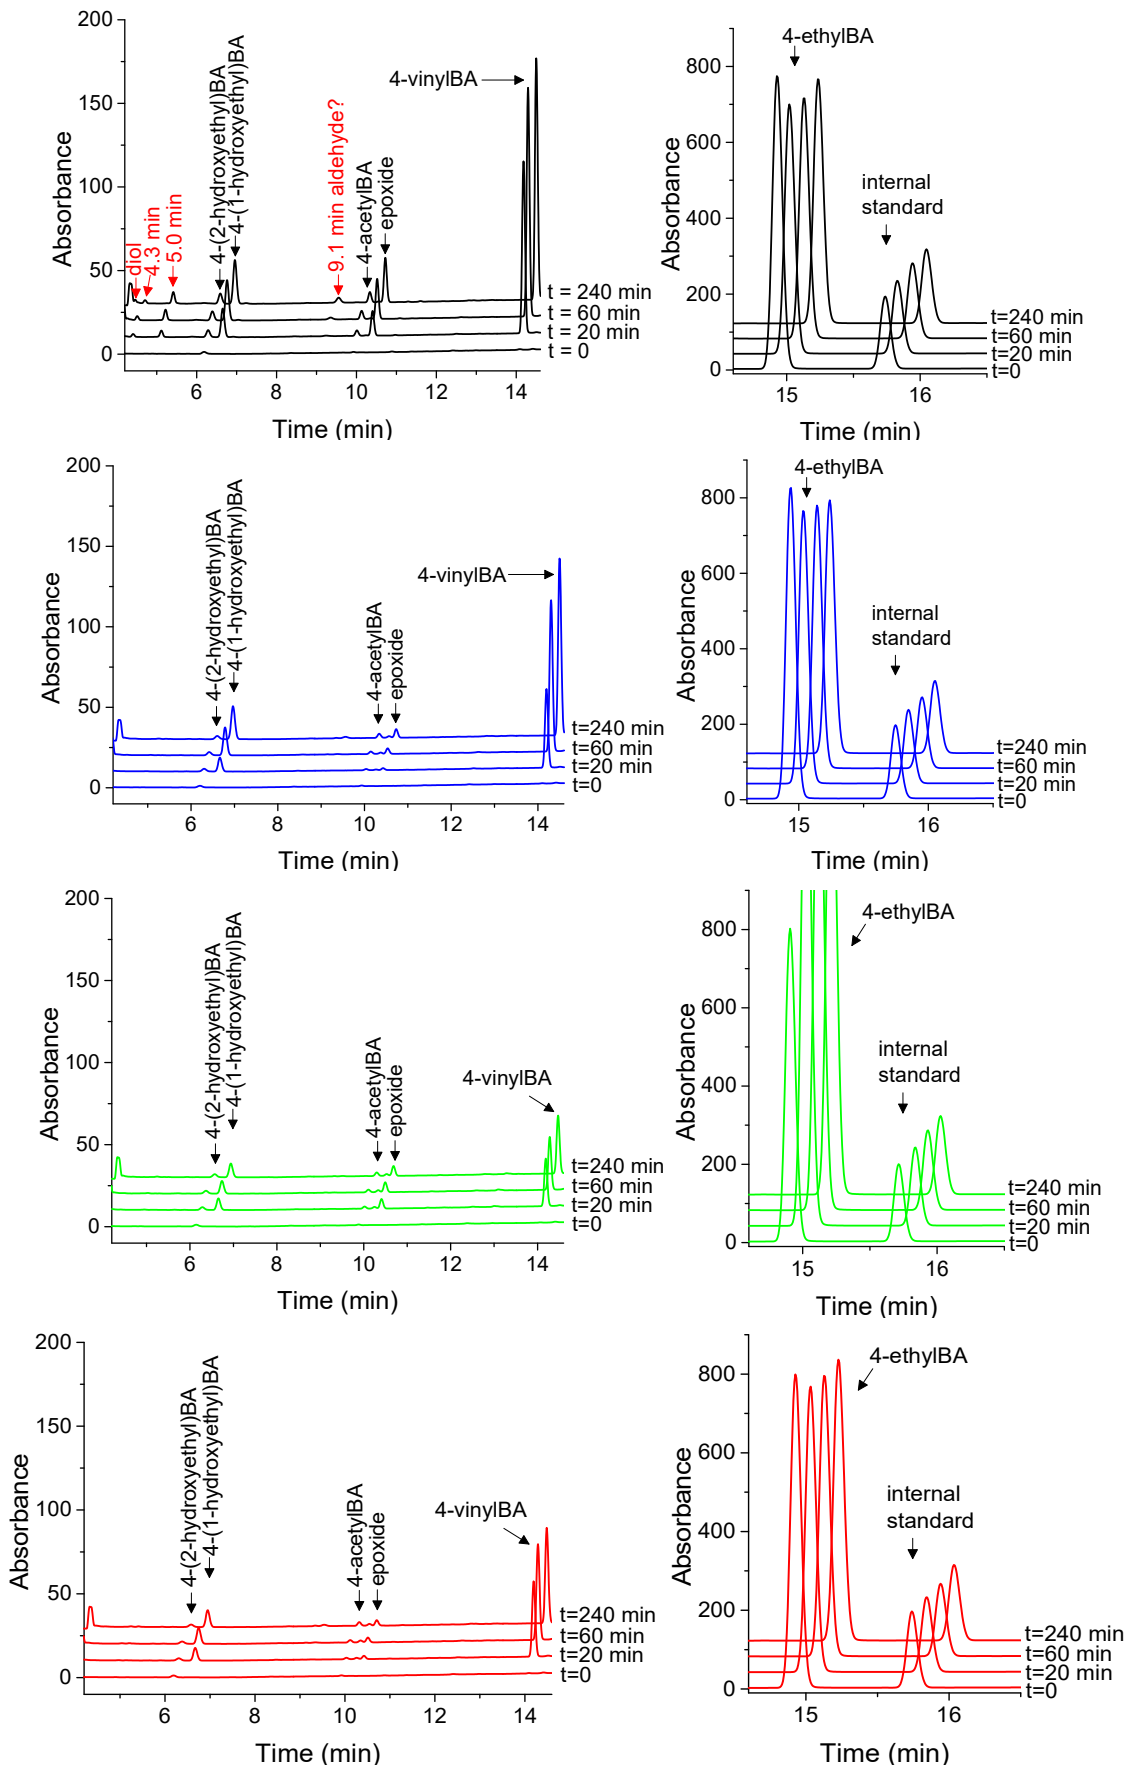 200
150
100
50
0
Absorbance
diol
4.3 min
5.0 min
4-(2-hydroxyethyl)BA
4-(1-hydroxyethyl)BA
9.1 min aldehyde?
4-acetylBA
epoxide
4-vinylBA
t = 240 min
t = 60 min
t = 20 min
t = 0
6 8 10 12 14
Time (min)
800
600
400
200
0
Absorbance
4-ethylBA
internal
standard
t=240 min
t=60 min
t=20 min
t=0
15 16
Time (min)
200
150
100
50
0
Absorbance
4-(2-hydroxyethyl)BA
4-(1-hydroxyethyl)BA
4-acetylBA
epoxide
4-vinylBA
t=240 min
t=60 min
t=20 min
t=0
6 8 10 12 14
Time (min)
800
600
400
200
0
Absorbance
4-ethylBA
internal
standard
t=240 min
t=60 min
t=20 min
t=0
15 16
Time (min)
200
150
100
50
0
Absorbance
4-(2-hydroxyethyl)BA
4-(1-hydroxyethyl)BA
4-acetylBA
epoxide
4-vinylBA
t=240 min
t=60 min
t=20 min
t=0
6 8 10 12 14
Time (min)
800
600
400
200
0
Absorbance
4-ethylBA
internal
standard
t=240 min
t=60 min
t=20 min
t=0
15 16
Time (min)
200
150
100
50
0
Absorbance
4-(2-hydroxyethyl)BA
4-(1-hydroxyethyl)BA
4-acetylBA
epoxide
4-vinylBA
t=240 min
t=60 min
t=20 min
t=0
6 8 10 12 14
Time (min)
800
600
400
200
0
Absorbance
4-ethylBA
internal
standard
t=240 min
t=60 min
t=20 min
t=0
15 16
Time (min)